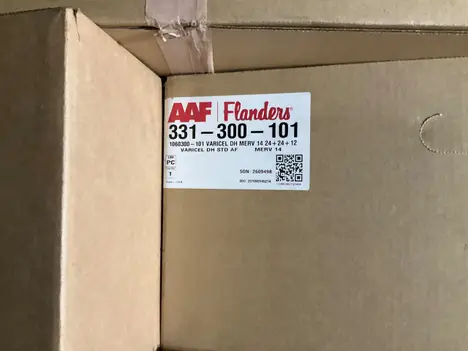 AAF Flanders®
331-300-101
1060300-101 VARICEL DH MERV 14 24+24+12
VARICEL DH STD AF MERV 14
PC
1
SON: 260949A